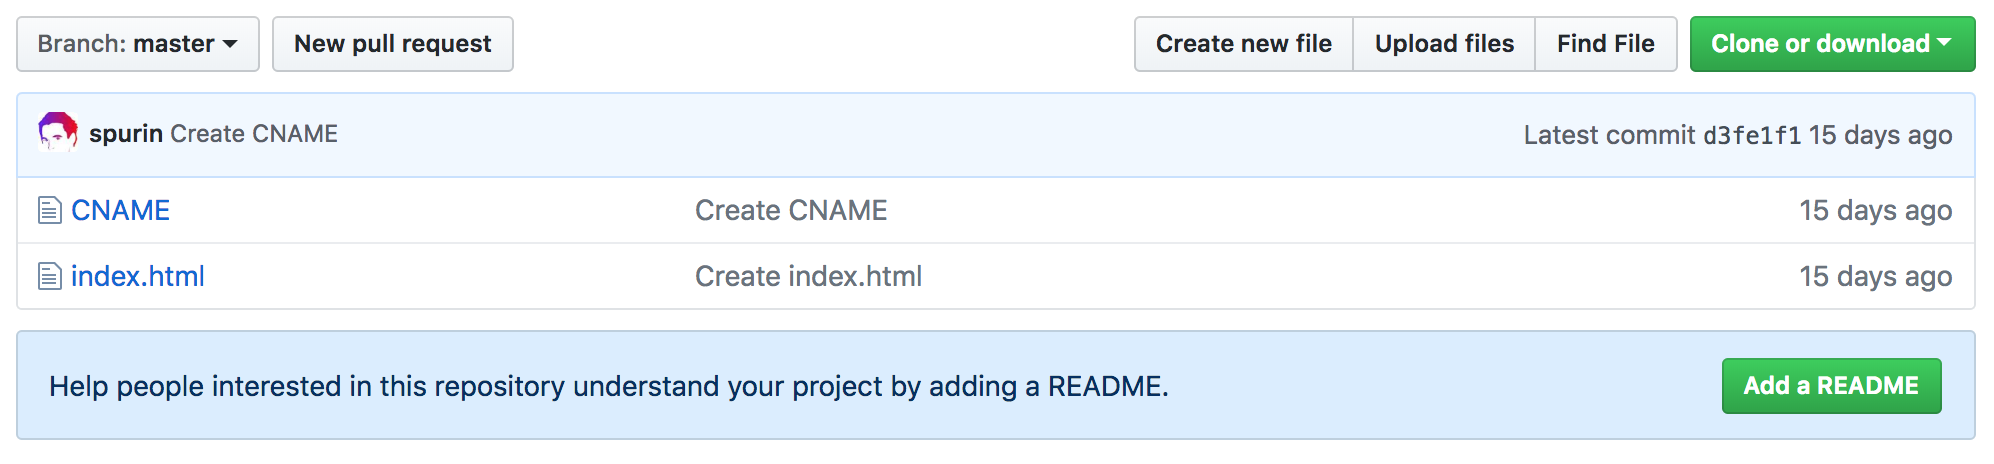 Branch: master New pull request Create new file Upload files Find File Clone or download
spurin Create CNAME Latest commit d3fe1f1 15 days ago
CNAME Create CNAME 15 days ago
index.html Create index.html 15 days ago
Help people interested in this repository understand your project by adding a README. Add a README